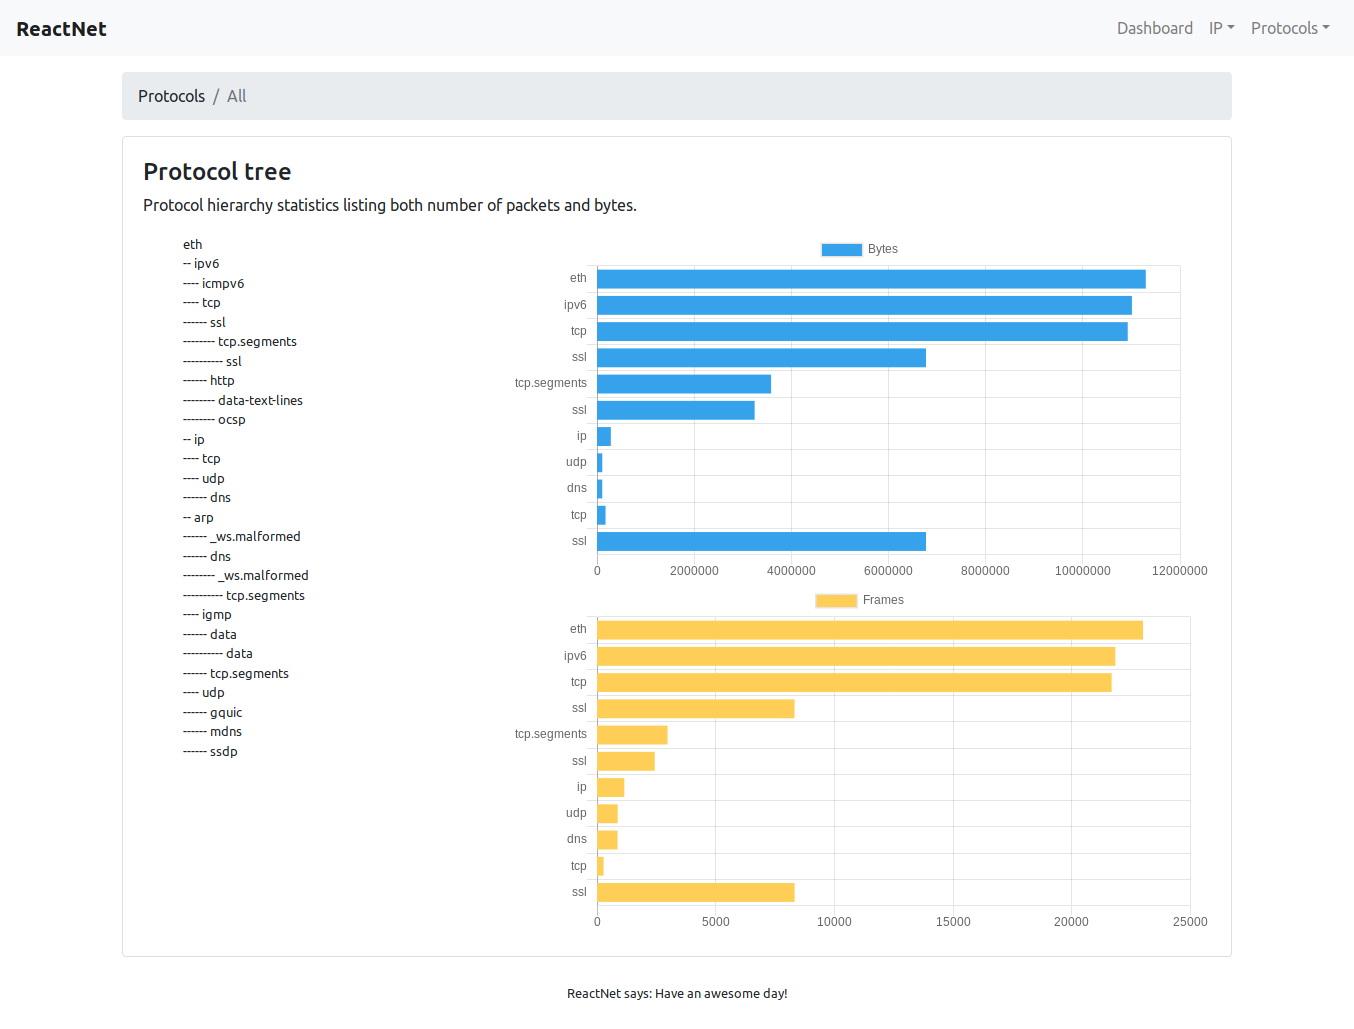 ReactNet
Dashboard IP Protocols
Protocols / All
Protocol tree
Protocol hierarchy statistics listing both number of packets and bytes.
eth
-- ipv6
---- icmpv6
---- tcp
------ ssl
-------- tcp.segments
---------- ssl
------ http
-------- data-text-lines
-------- ocsp
-- ip
---- tcp
---- udp
------ dns
-- arp
------ _ws.malformed
------ dns
-------- _ws.malformed
---------- tcp.segments
---- igmp
------ data
---------- data
------ tcp.segments
---- udp
------ gquic
------ mdns
------ ssdp
Bytes
eth
ipv6
tcp
ssl
tcp.segments
ssl
ip
udp
dns
tcp
ssl
0 2000000 4000000 6000000 8000000 10000000 12000000
Frames
eth
ipv6
tcp
ssl
tcp.segments
ssl
ip
udp
dns
tcp
ssl
0 5000 10000 15000 20000 25000
ReactNet says: Have an awesome day!